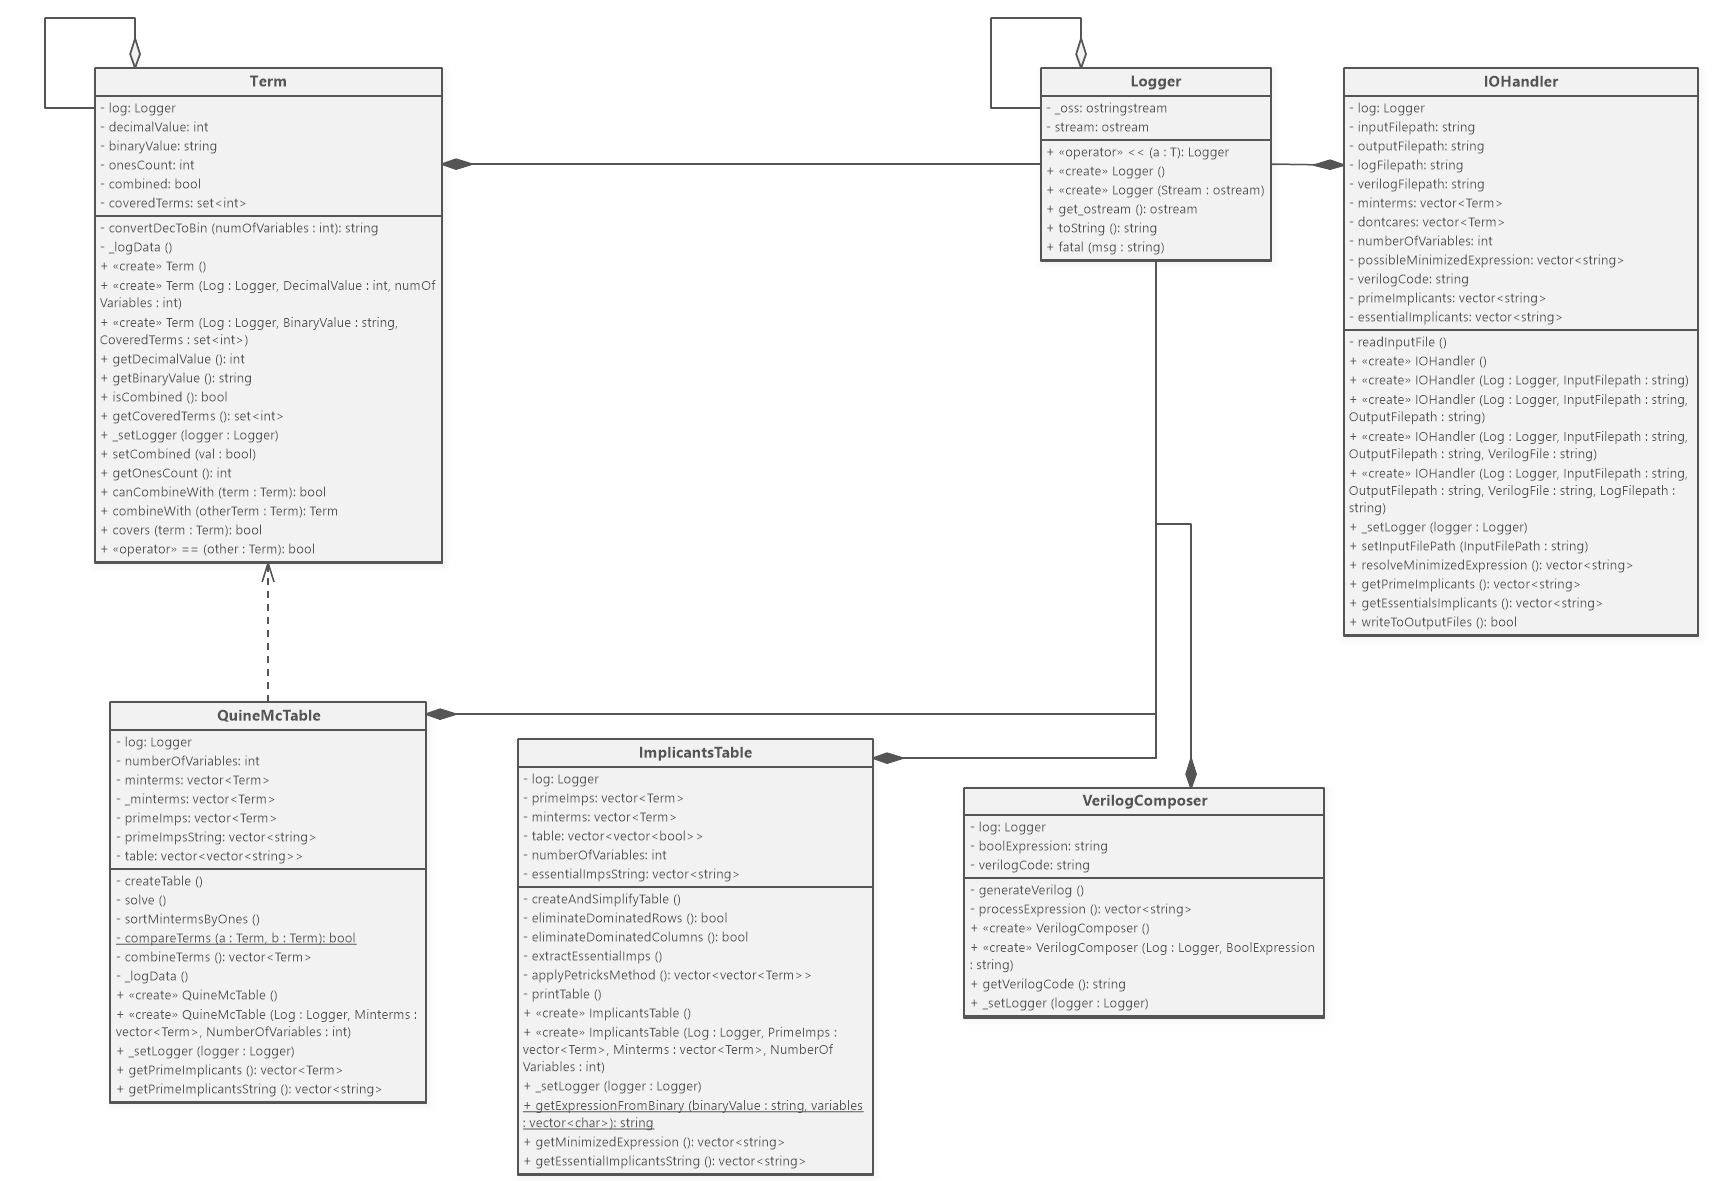 Term
- log: Logger
- decimalValue: int
- binaryValue: string
- onesCount: int
- combined: bool
- coveredTerms: set<int>
- convertDecToBin (numOfVariables : int): string
- _logData ()
+ «create» Term ()
+ «create» Term (Log : Logger, DecimalValue : int, numOf
Variables : int)
+ «create» Term (Log : Logger, BinaryValue : string,
CoveredTerms : set<int>)
+ getDecimalValue (): int
+ getBinaryValue (): string
+ isCombined (): bool
+ getCoveredTerms (): set<int>
+ _setLogger (logger : Logger)
+ setCombined (val : bool)
+ getOnesCount (): int
+ canCombineWith (term : Term): bool
+ combineWith (otherTerm : Term): Term
+ covers (term : Term): bool
+ «operator» == (other : Term): bool
Logger
- _oss: ostringstream
- stream: ostream
+ «operator» << (a : T): Logger
+ «create» Logger ()
+ «create» Logger (Stream : ostream)
+ get_ostream (): ostream
+ toString (): string
+ fatal (msg : string)
IOHandler
- log: Logger
- inputFilepath: string
- outputFilepath: string
- logFilepath: string
- verilogFilepath: string
- minterms: vector<Term>
- dontcares: vector<Term>
- numberOfVariables: int
- possibleMinimizedExpression: vector<string>
- verilogCode: string
- primeImplicants: vector<string>
- essentialImplicants: vector<string>
- readInputFile ()
+ «create» IOHandler ()
+ «create» IOHandler (Log : Logger, InputFilepath : string)
+ «create» IOHandler (Log : Logger, InputFilepath : string,
OutputFilepath : string)
+ «create» IOHandler (Log : Logger, InputFilepath : string,
OutputFilepath : string, VerilogFile : string)
+ «create» IOHandler (Log : Logger, InputFilepath : string,
OutputFilepath : string, VerilogFile : string, LogFilepath :
string)
+ _setLogger (logger : Logger)
+ setInputFilePath (InputFilePath : string)
+ resolveMinimizedExpression (): vector<string>
+ getPrimeImplicants (): vector<string>
+ getEssentialsImplicants (): vector<string>
+ writeToOutputFiles (): bool
QuineMcTable
- log: Logger
- numberOfVariables: int
- minterms: vector<Term>
- _minterms: vector<Term>
- primeImps: vector<Term>
- primeImpsString: vector<string>
- table: vector<vector<string>>
- createTable ()
- solve ()
- sortMintermsByOnes ()
- compareTerms (a : Term, b : Term): bool
- combineTerms (): vector<Term>
- _logData ()
+ «create» QuineMcTable ()
+ «create» QuineMcTable (Log : Logger, Minterms :
vector<Term>, NumberOfVariables : int)
+ _setLogger (logger : Logger)
+ getPrimeImplicants (): vector<Term>
+ getPrimeImplicantsString (): vector<string>
ImplicantsTable
- log: Logger
- primeImps: vector<Term>
- minterms: vector<Term>
- table: vector<vector<bool>>
- numberOfVariables: int
- essentialImpsString: vector<string>
- createAndSimplifyTable ()
- eliminateDominatedRows (): bool
- eliminateDominatedColumns (): bool
- extractEssentialImps ()
- applyPetricksMethod (): vector<vector<Term>>
- printTable ()
+ «create» ImplicantsTable ()
+ «create» ImplicantsTable (Log : Logger, PrimeImps :
vector<Term>, Minterms : vector<Term>, NumberOf
Variables : int)
+ _setLogger (logger : Logger)
+ getExpressionFromBinary (binaryValue : string, variables
: vector<char>): string
+ getMinimizedExpression (): vector<string>
+ getEssentialImplicantsString (): vector<string>
VerilogComposer
- log: Logger
- boolExpression: string
- verilogCode: string
- generateVerilog ()
- processExpression (): vector<string>
+ «create» VerilogComposer ()
+ «create» VerilogComposer (Log : Logger, BoolExpression
: string)
+ getVerilogCode (): string
+ _setLogger (logger : Logger)